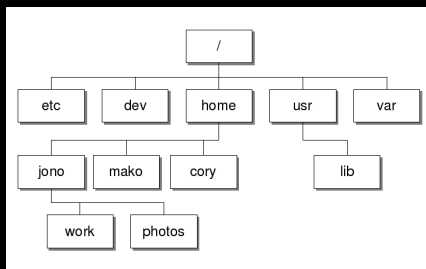 /
etc dev home usr var
jono mako cory lib
work photos